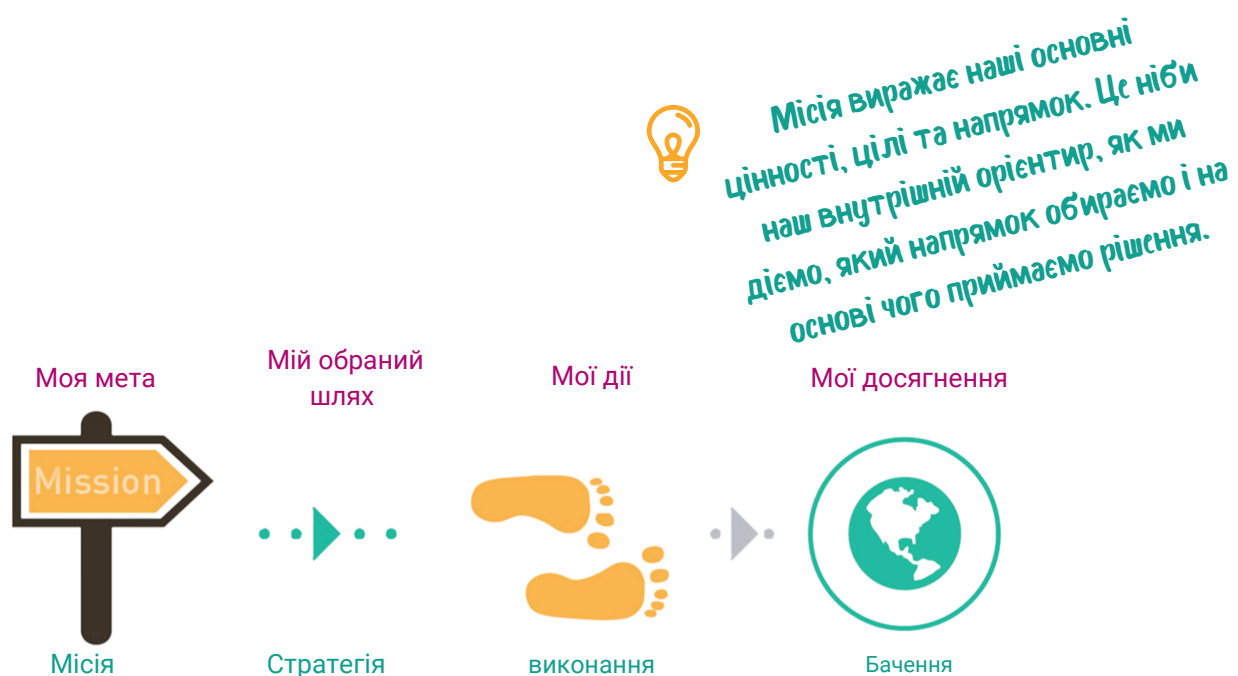 Місія виражає наші основні
цінності, цілі та напрямок. Це ніби
наш внутрішній орієнтир, як ми
діємо, який напрямок обираємо і на
основі чого приймаємо рішення.
Моя мета
Мій обраний
шлях
Мої дії
Мої досягнення
Mission
Місія
Стратегія
виконання
Бачення